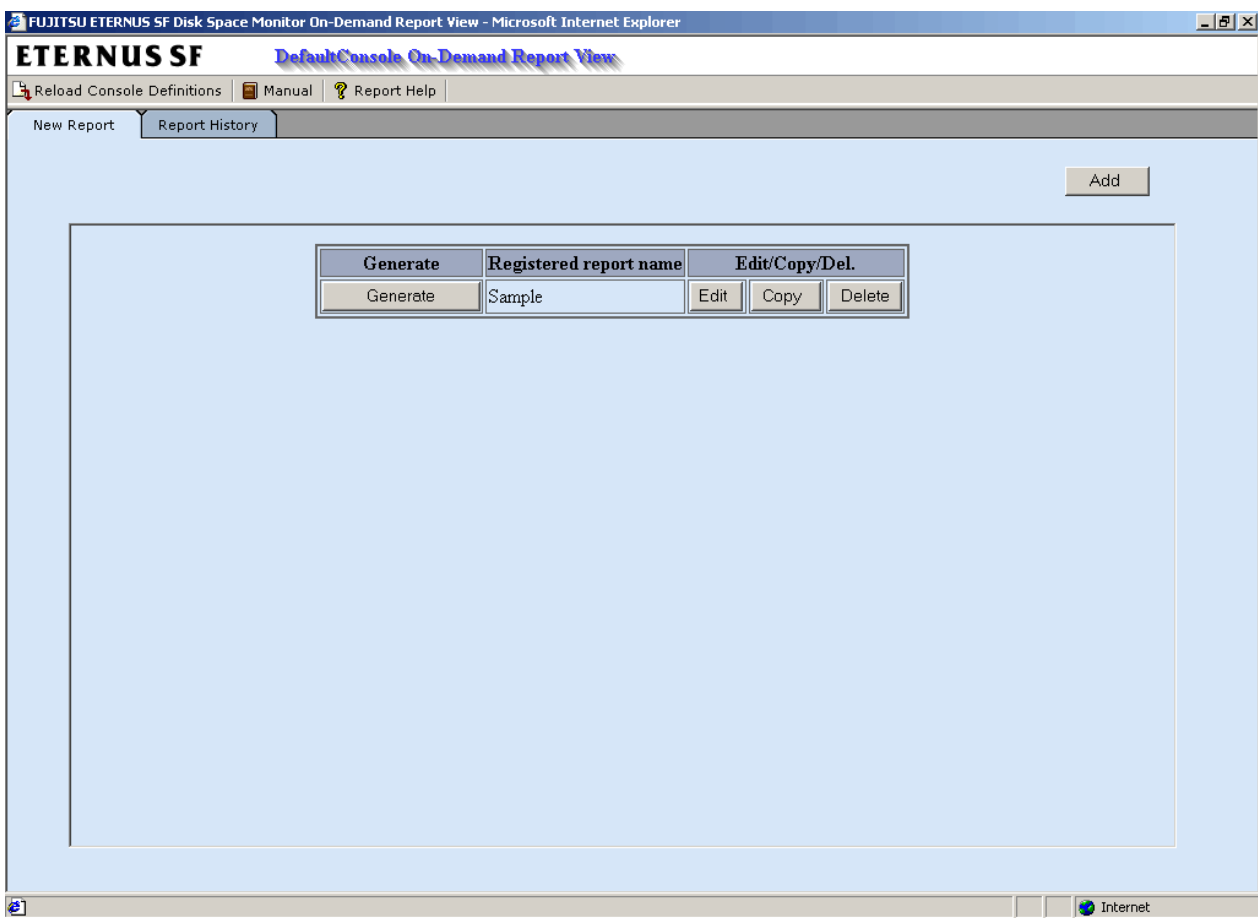 FUJITSU ETERNUS SF Disk Space Monitor On-Demand Report View - Microsoft Internet Explorer
ETERNUS SF DefaultConsole On-Demand Report View
Reload Console Definitions Manual Report Help
New Report Report History
Add
Generate Registered report name Edit/Copy/Del.
Generate Sample Edit Copy Delete
Internet